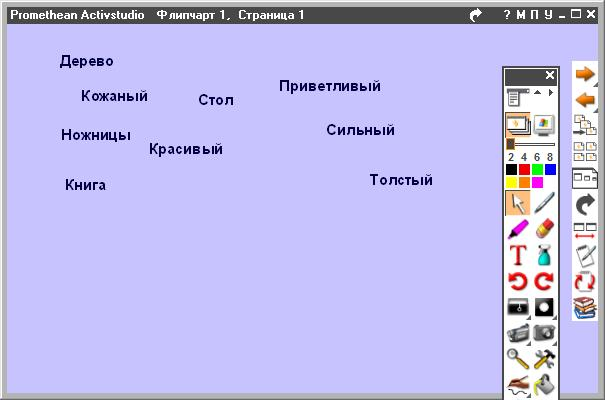 Promethean Activstudio Флипчарт 1, Страница 1 ? М П У
Дерево
Приветливый
Кожаный
Стол
Сильный
Ножницы
Красивый
Толстый
Книга
2 4 6 8
T